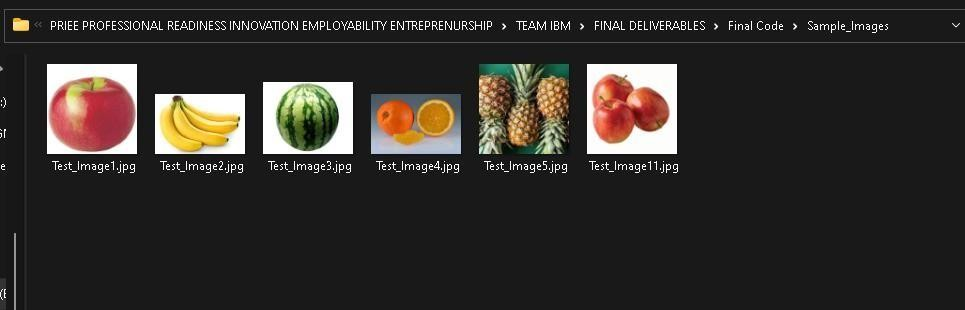 PRIEE PROFESSIONAL READINESS INNOVATION EMPLOYABILITY ENTREPRENURSHIP > TEAM IBM > FINAL DELIVERABLES > Final Code > Sample_Images
Test_Image1.jpg Test_Image2.jpg Test_Image3.jpg Test_Image4.jpg Test_Image5.jpg Test_Image11.jpg